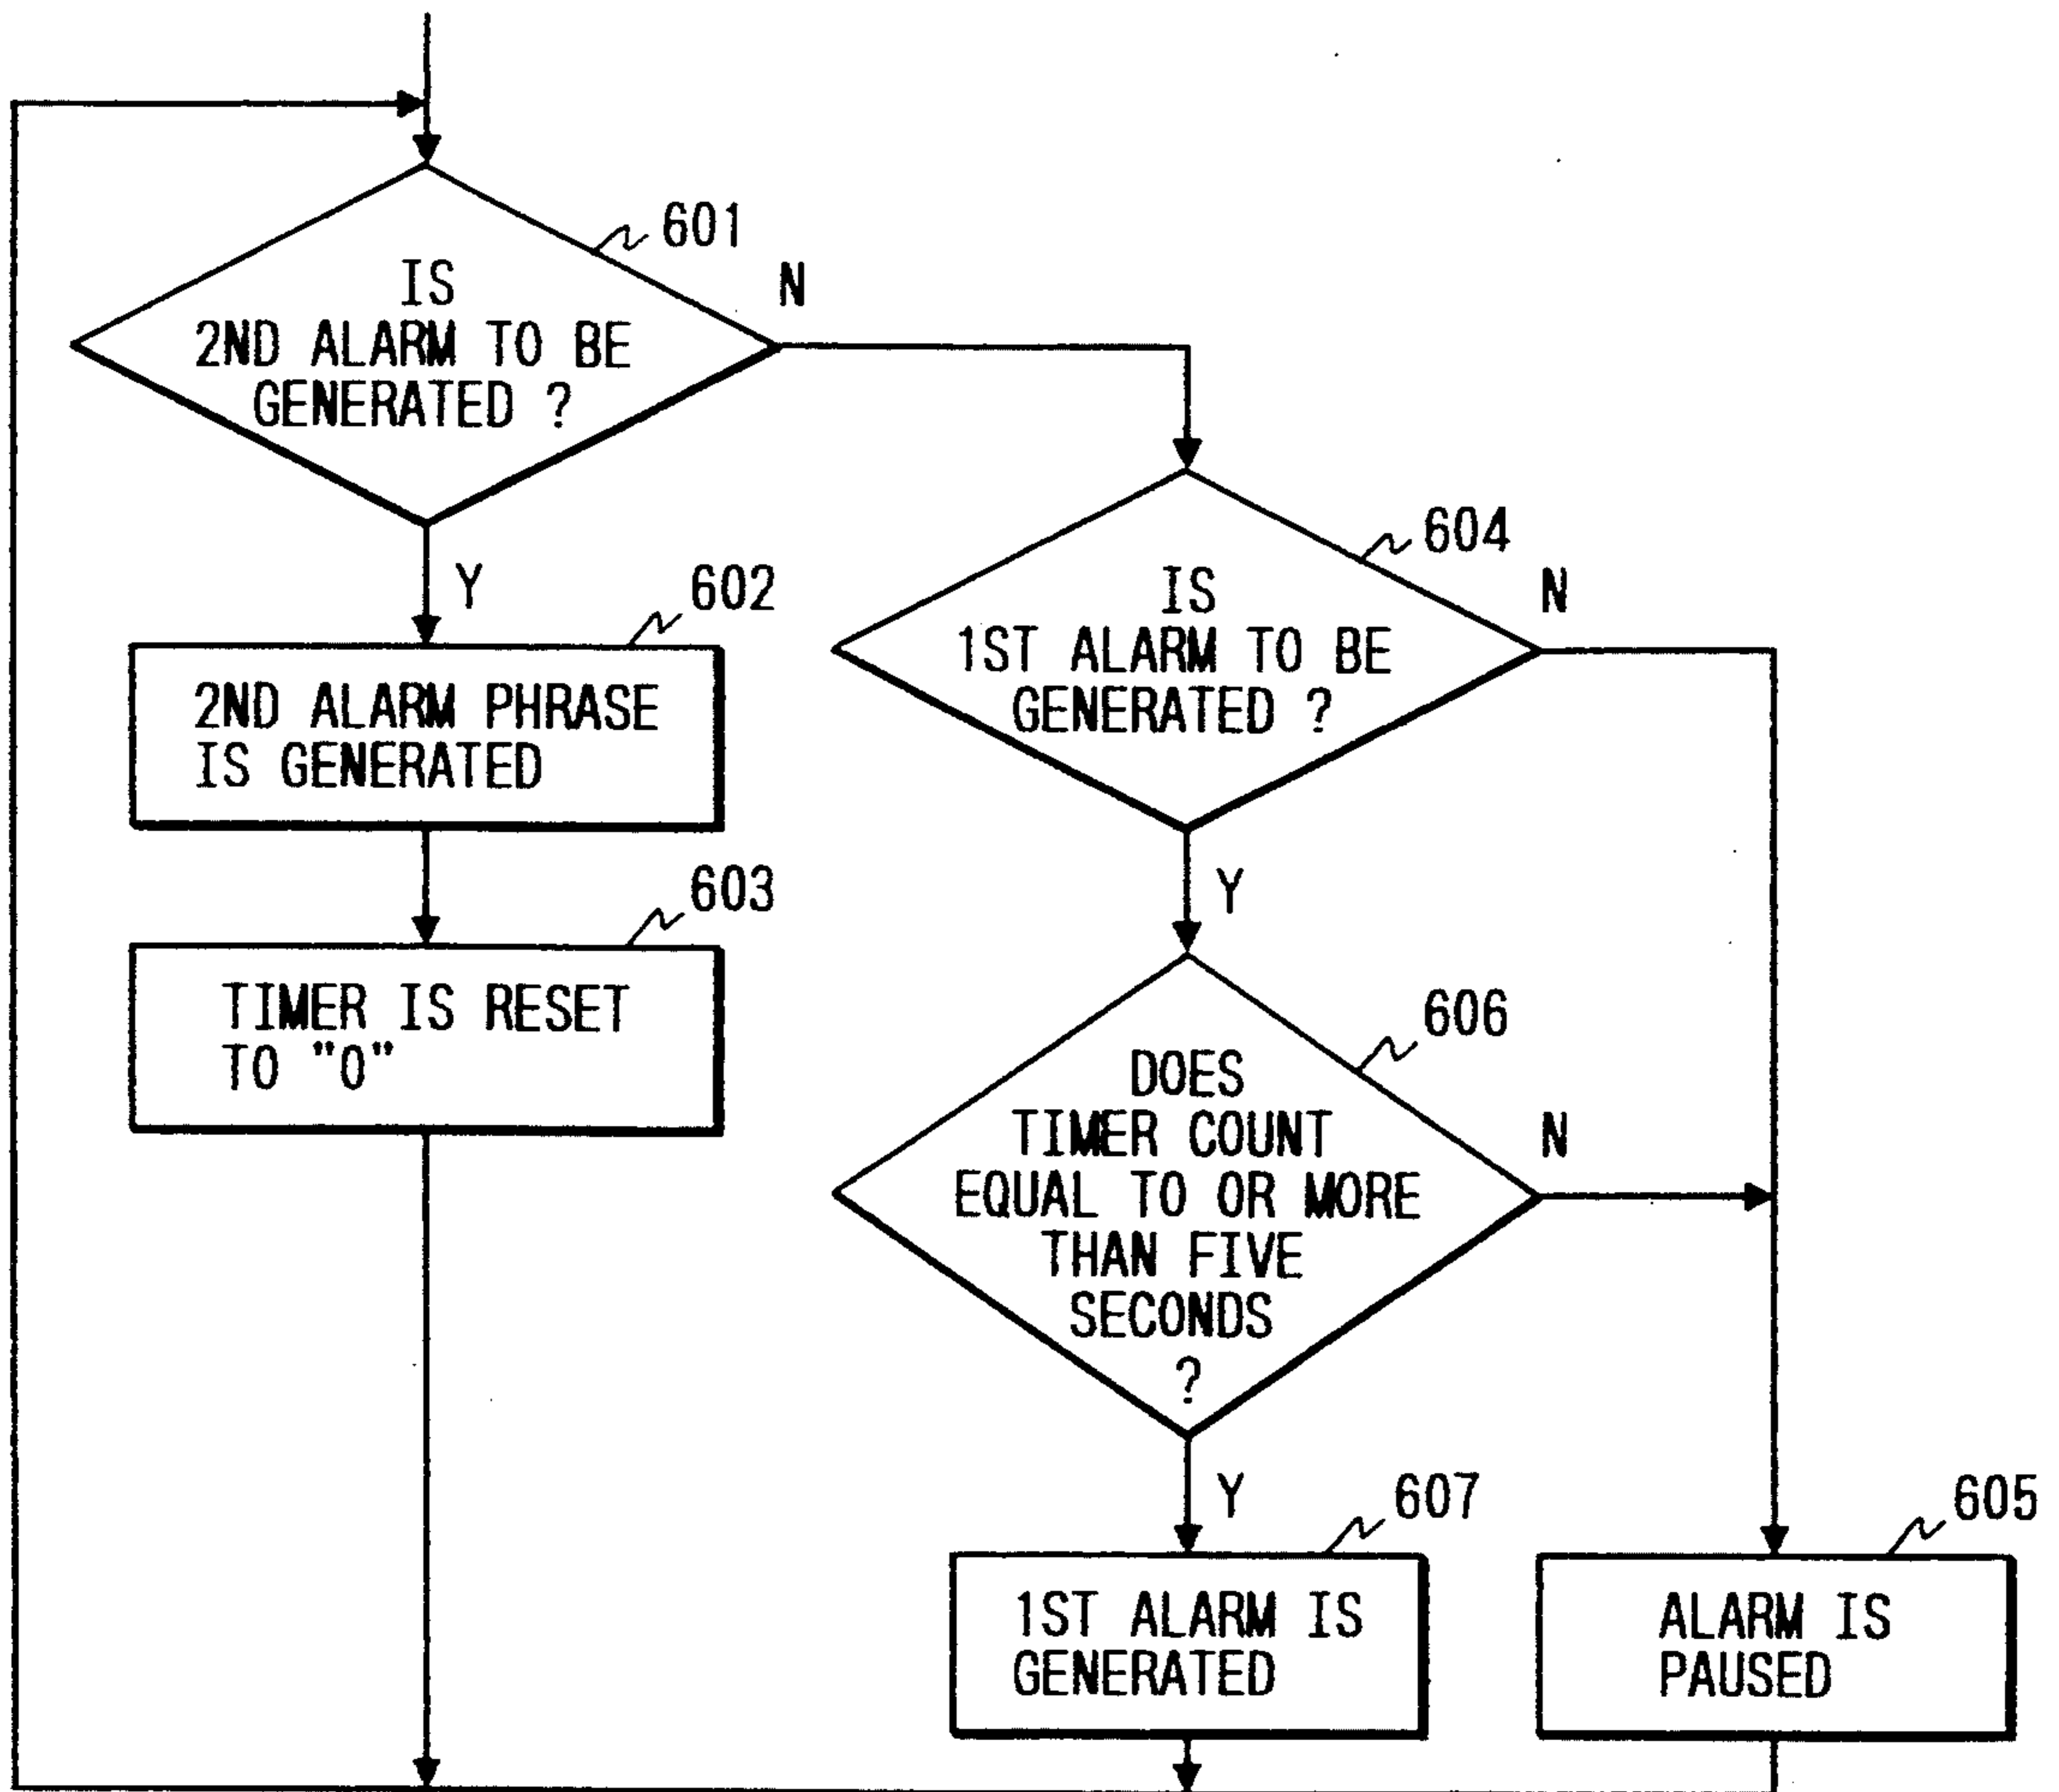 601
IS
2ND ALARM TO BE
GENERATED ?
N
Y
602
2ND ALARM PHRASE
IS GENERATED
603
TIMER IS RESET
TO "0"
604
IS
1ST ALARM TO BE
GENERATED ?
N
Y
606
DOES
TIMER COUNT
EQUAL TO OR MORE
THAN FIVE
SECONDS
?
N
Y
607
1ST ALARM IS
GENERATED
605
ALARM IS
PAUSED